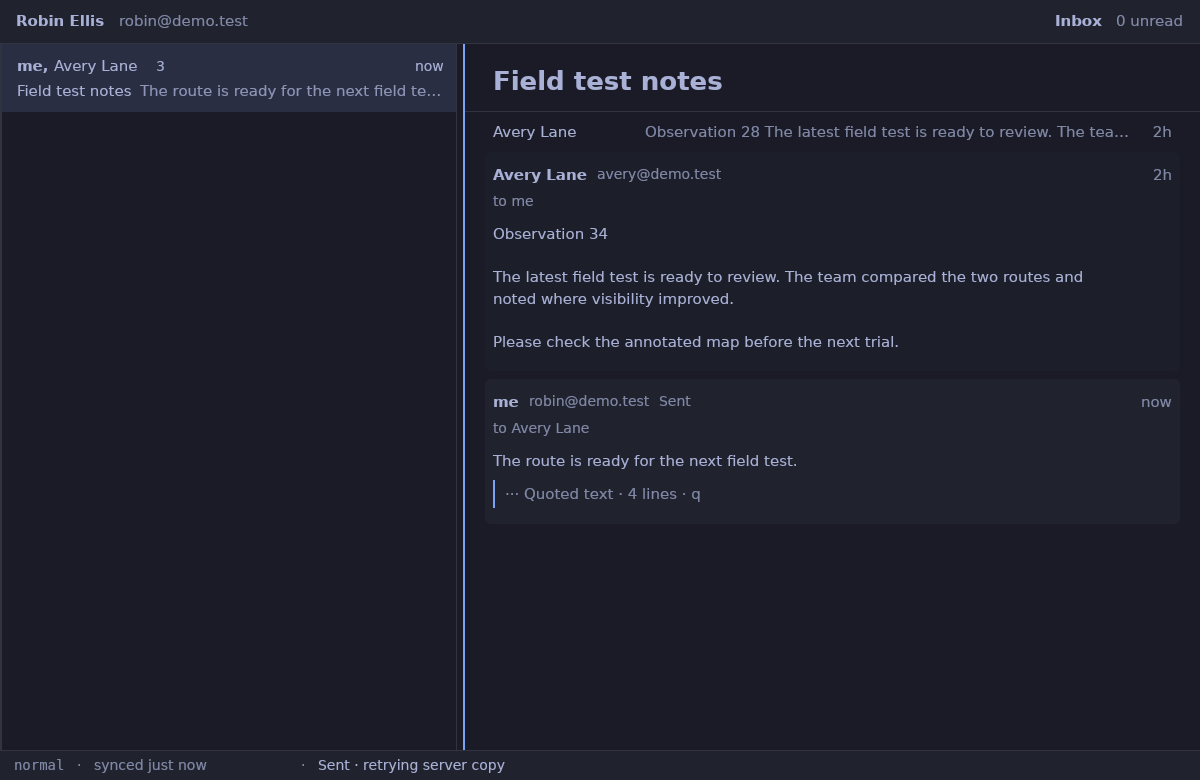 Robin Ellis robin@demo.test
Inbox 0 unread
me, Avery Lane 3 now
Field test notes The route is ready for the next field te…
Field test notes
Avery Lane Observation 28 The latest field test is ready to review. The tea… 2h
Avery Lane avery@demo.test 2h
to me
Observation 34
The latest field test is ready to review. The team compared the two routes and
noted where visibility improved.
Please check the annotated map before the next trial.
me robin@demo.test Sent now
to Avery Lane
The route is ready for the next field test.
··· Quoted text · 4 lines · q
normal · synced just now · Sent · retrying server copy